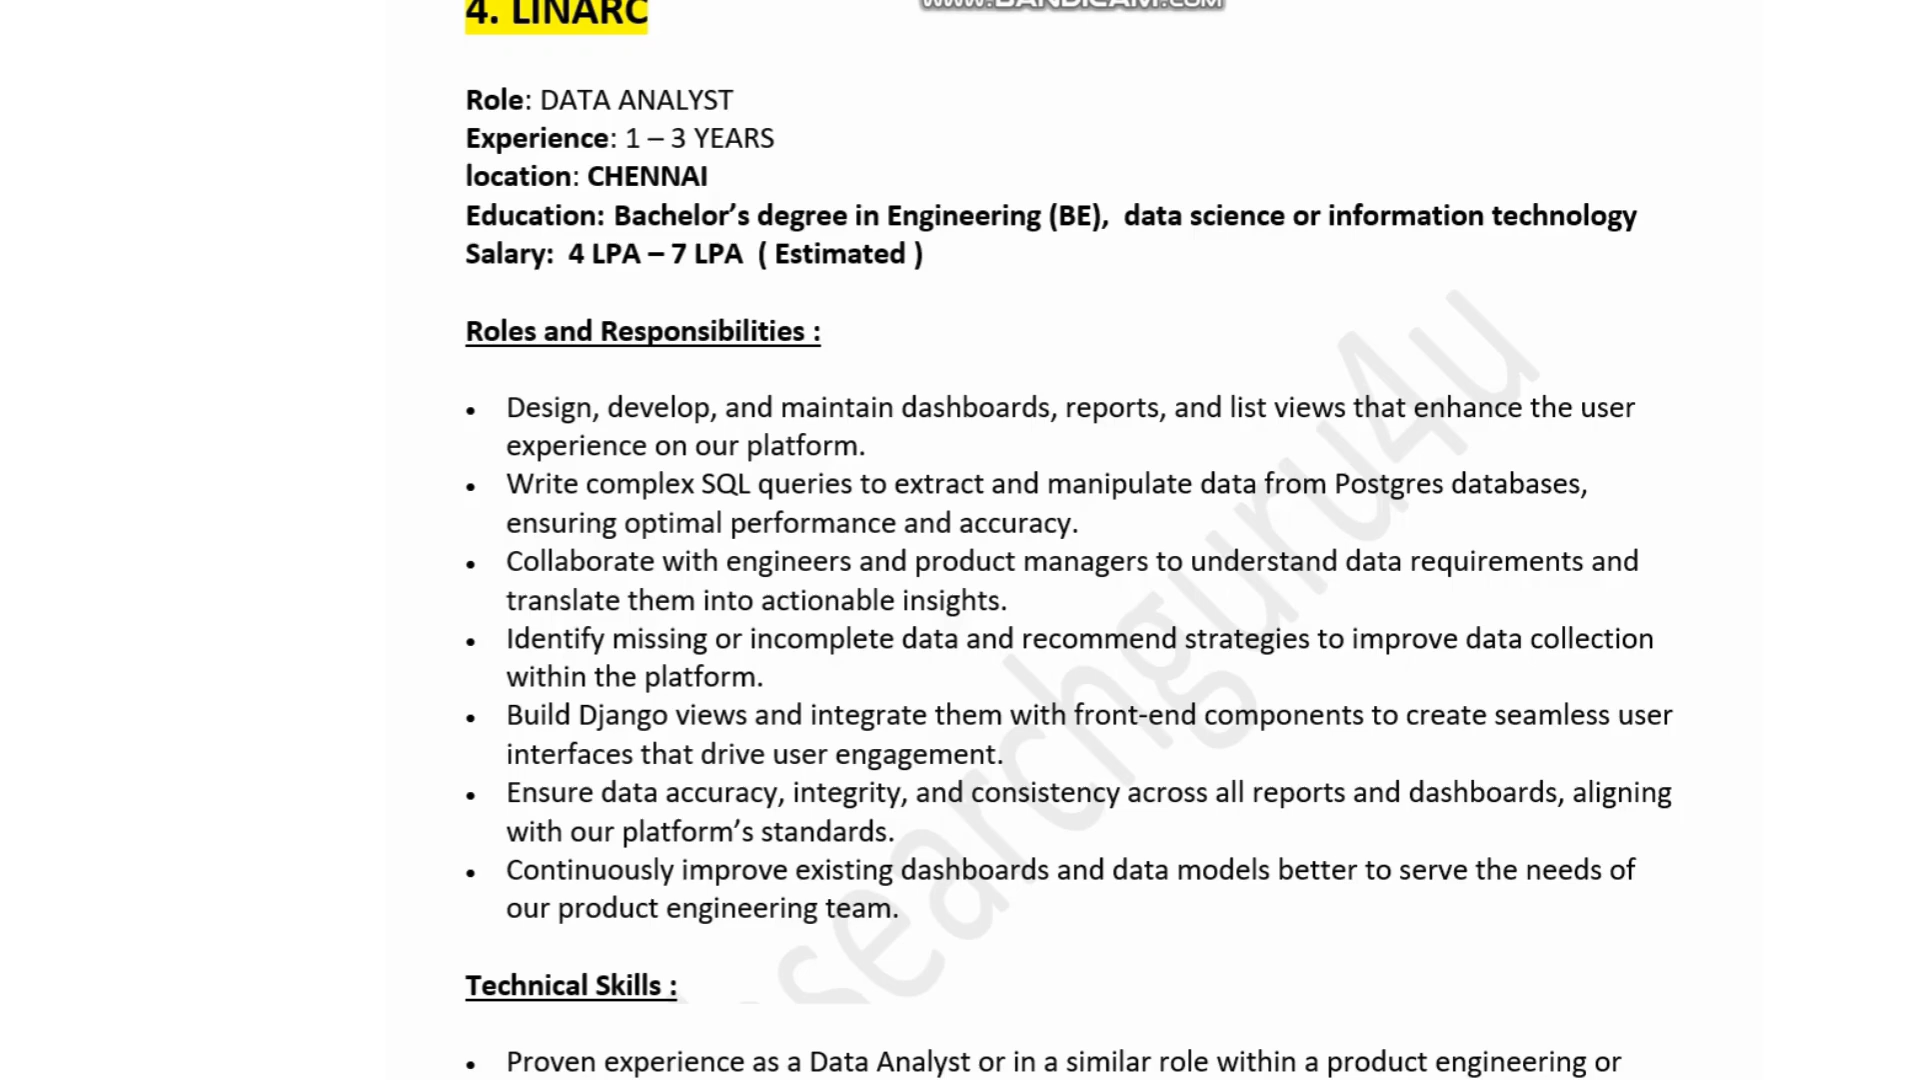 www.BANDICAM.com
4. LINARC
Role: DATA ANALYST
Experience: 1 – 3 YEARS
location: CHENNAI
Education: Bachelor’s degree in Engineering (BE),  data science or information technology
Salary:  4 LPA – 7 LPA  ( Estimated )
Roles and Responsibilities :
• Design, develop, and maintain dashboards, reports, and list views that enhance the user
experience on our platform.
• Write complex SQL queries to extract and manipulate data from Postgres databases,
ensuring optimal performance and accuracy.
• Collaborate with engineers and product managers to understand data requirements and
translate them into actionable insights.
• Identify missing or incomplete data and recommend strategies to improve data collection
within the platform.
• Build Django views and integrate them with front-end components to create seamless user
interfaces that drive user engagement.
• Ensure data accuracy, integrity, and consistency across all reports and dashboards, aligning
with our platform’s standards.
• Continuously improve existing dashboards and data models better to serve the needs of
our product engineering team.
Technical Skills :
• Proven experience as a Data Analyst or in a similar role within a product engineering or
searchguru4u